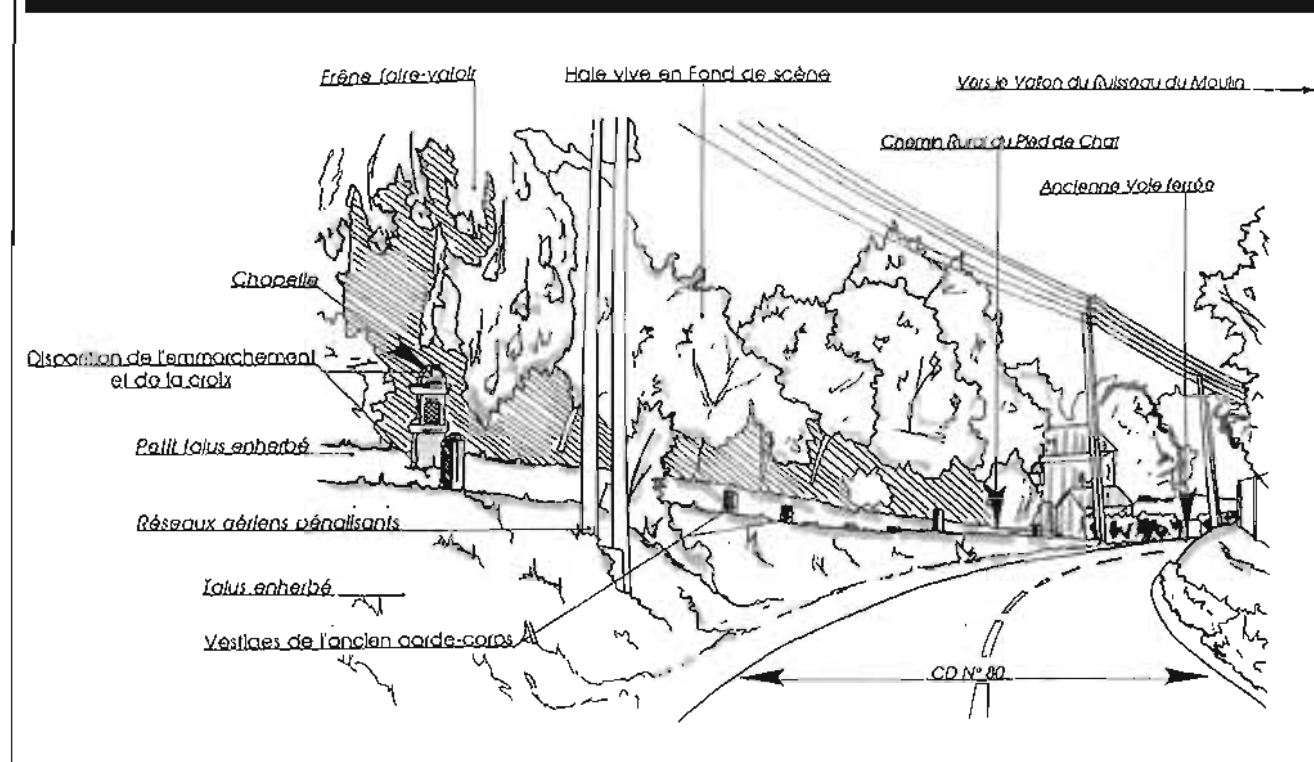 Frêne faire-valoir
Haie vive en Fond de scène
Vers le Vallon du Ruisseau du Moulin
Chemin Rural du Pied de Chat
Ancienne Voie ferrée
Chapelle
Disparition de l'emmarchement
et de la croix
Petit talus enherbé
Réseaux aériens pénalisants
Talus enherbé
Vestiges de l'ancien garde-corps
CD N° 80